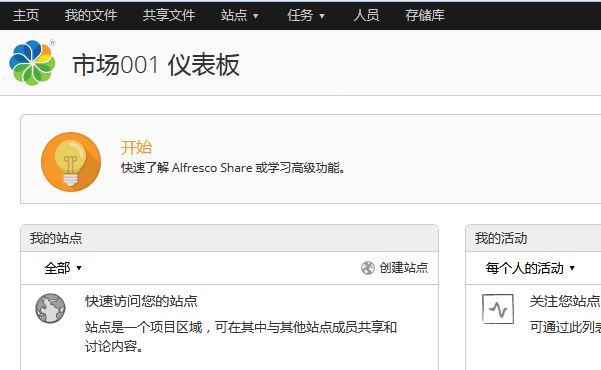 主页 我的文件 共享文件 站点 任务 人员 存储库
市场001 仪表板
开始
快速了解 Alfresco Share 或学习高级功能。
我的站点
全部 创建站点
快速访问您的站点
站点是一个项目区域，可在其中与其他站点成员共享和
讨论内容。
我的活动
每个人的活动
关注您站点
可通过此列表